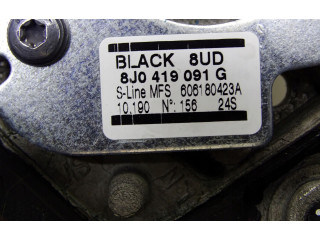 BLACK 8UD
8J0 419 091 G
S-Line MFS 606180423A
10.190 N°: 156 24S